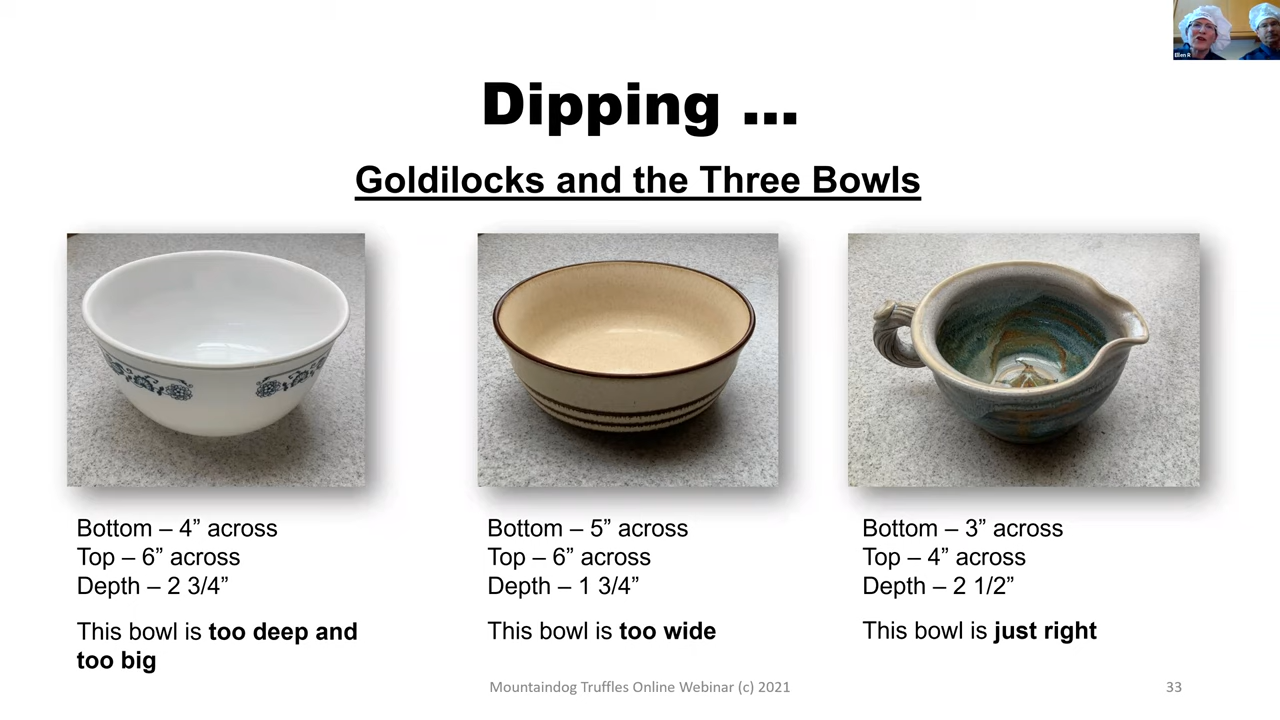 Ellen R
Dipping ...
Goldilocks and the Three Bowls
Bottom – 4” across
Top – 6” across
Depth – 2 3/4”
This bowl is too deep and
too big
Bottom – 5” across
Top – 6” across
Depth – 1 3/4”
This bowl is too wide
Bottom – 3” across
Top – 4” across
Depth – 2 1/2”
This bowl is just right
Mountaindog Truffles Online Webinar (c) 2021
33